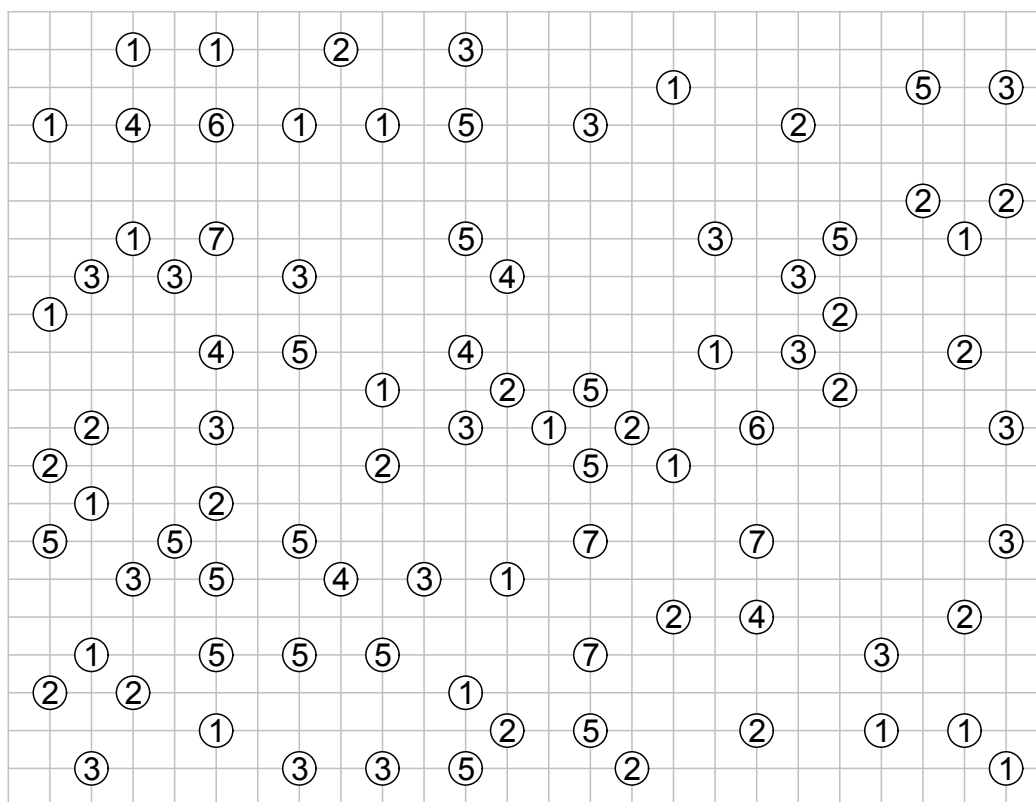 1 1 2 3
1 5 3
1 4 6 1 1 5 3 2
2 2
1 7 5 3 5 1
3 3 3 4 3
1 2
4 5 4 1 3 2
1 2 5 2
2 3 3 1 2 6 3
2 2 5 1
1 2
5 5 5 7 7 3
3 5 4 3 1
2 4 2
1 5 5 5 7 3
2 2 1
1 2 5 2 1 1
3 3 3 5 2 1